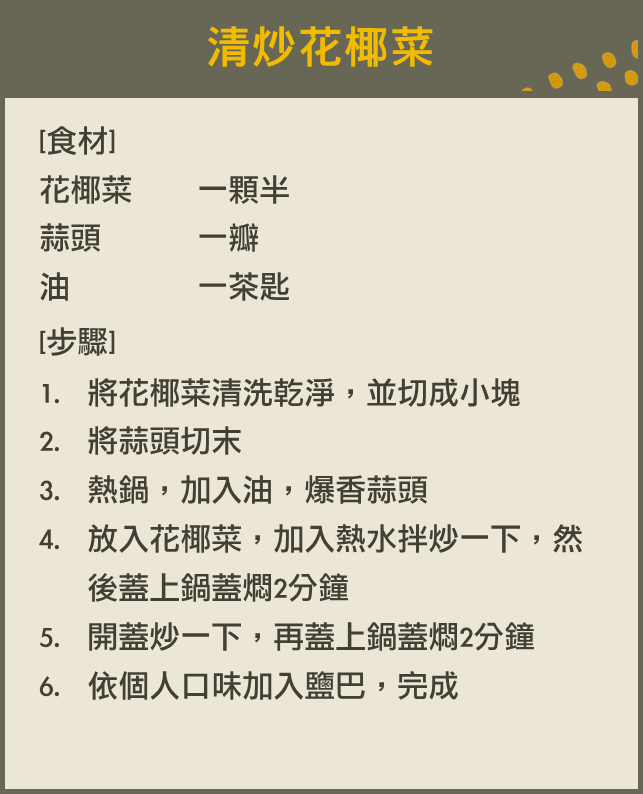 清炒花椰菜
[食材]
花椰菜 一顆半
蒜頭 一瓣
油 一茶匙
[步驟]
1. 將花椰菜清洗乾淨，並切成小塊
2. 將蒜頭切末
3. 熱鍋，加入油，爆香蒜頭
4. 放入花椰菜，加入熱水拌炒一下，然
後蓋上鍋蓋燜2分鐘
5. 開蓋炒一下，再蓋上鍋蓋燜2分鐘
6. 依個人口味加入鹽巴，完成